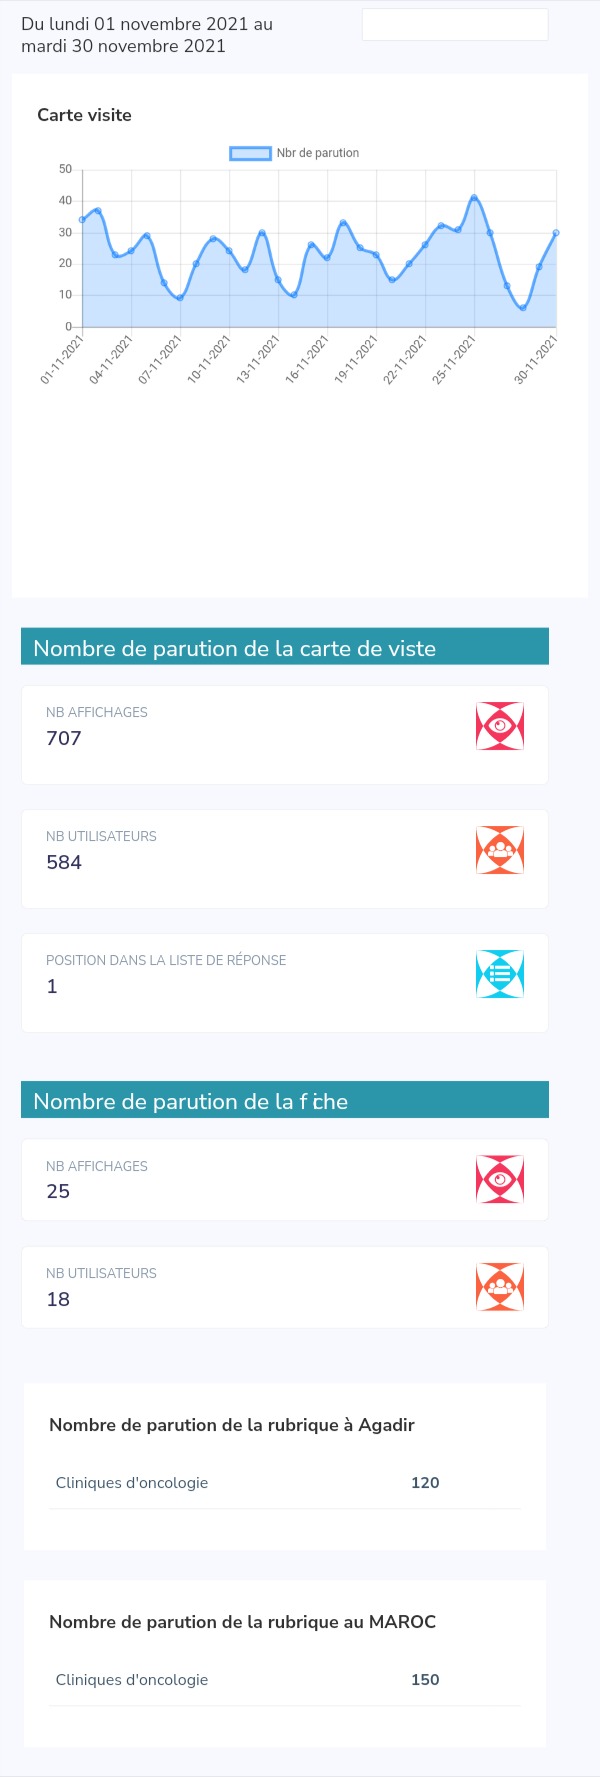 Du lundi 01 novembre 2021 au
mardi 30 novembre 2021
Carte visite
Nbr de parution
50
40
30
20
10
0
01-11-2021
04-11-2021
07-11-2021
10-11-2021
13-11-2021
16-11-2021
19-11-2021
22-11-2021
25-11-2021
30-11-2021
Nombre de parution de la carte de viste
NB AFFICHAGES
707
NB UTILISATEURS
584
POSITION DANS LA LISTE DE RÉPONSE
1
Nombre de parution de la fiche
NB AFFICHAGES
25
NB UTILISATEURS
18
Nombre de parution de la rubrique à Agadir
Cliniques d'oncologie 120
Nombre de parution de la rubrique au MAROC
Cliniques d'oncologie 150